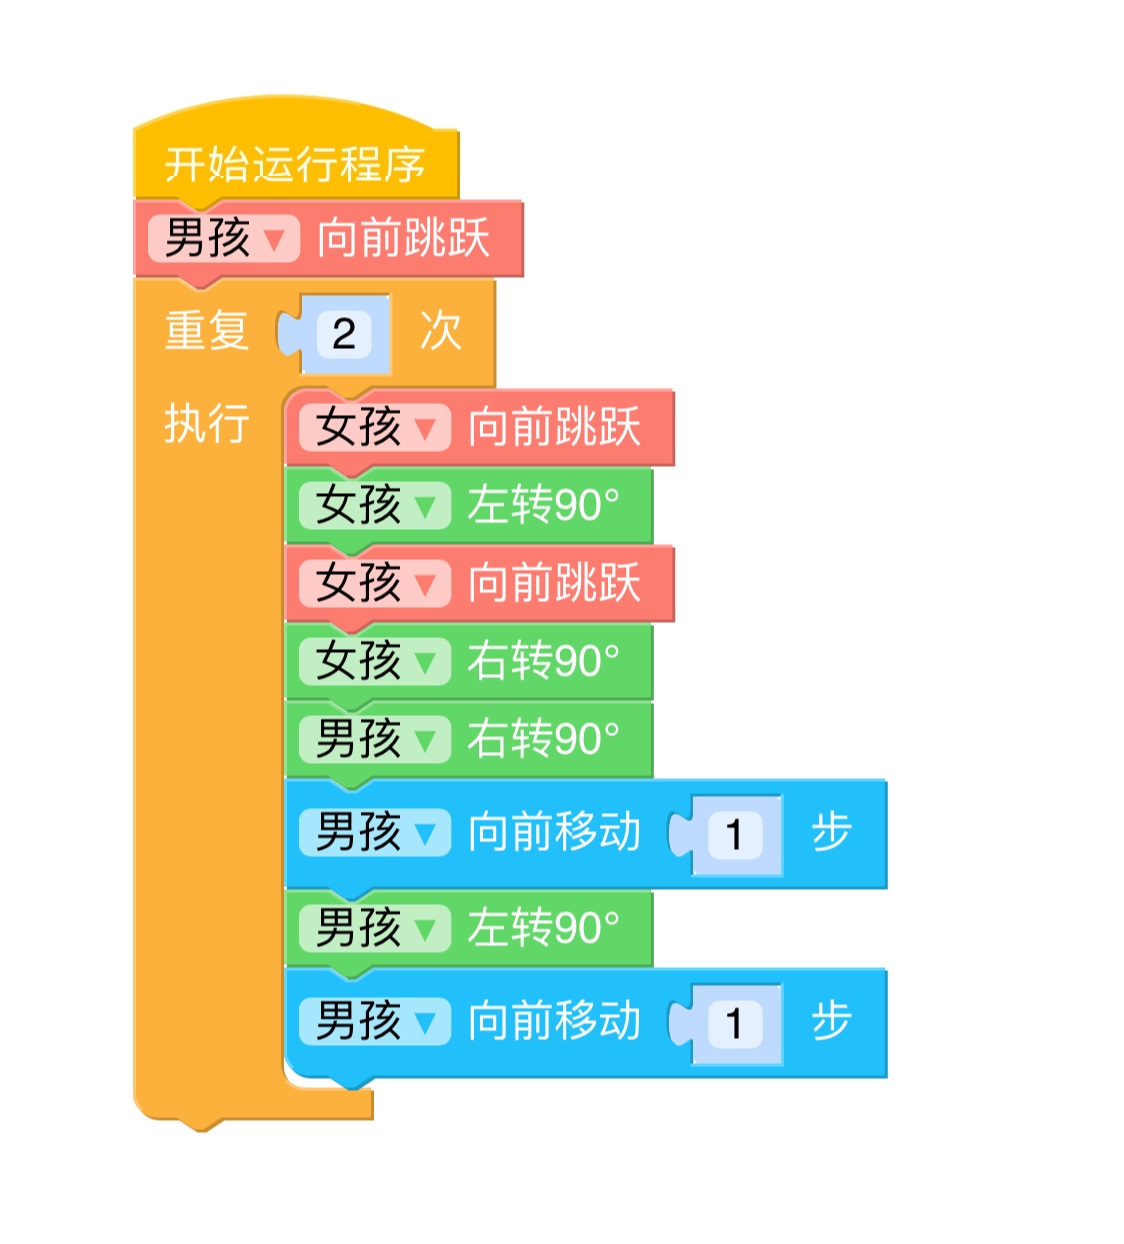 开始运行程序
男孩 ▼ 向前跳跃
重复 2 次
执行
女孩 ▼ 向前跳跃
女孩 ▼ 左转90°
女孩 ▼ 向前跳跃
女孩 ▼ 右转90°
男孩 ▼ 右转90°
男孩 ▼ 向前移动 1 步
男孩 ▼ 左转90°
男孩 ▼ 向前移动 1 步